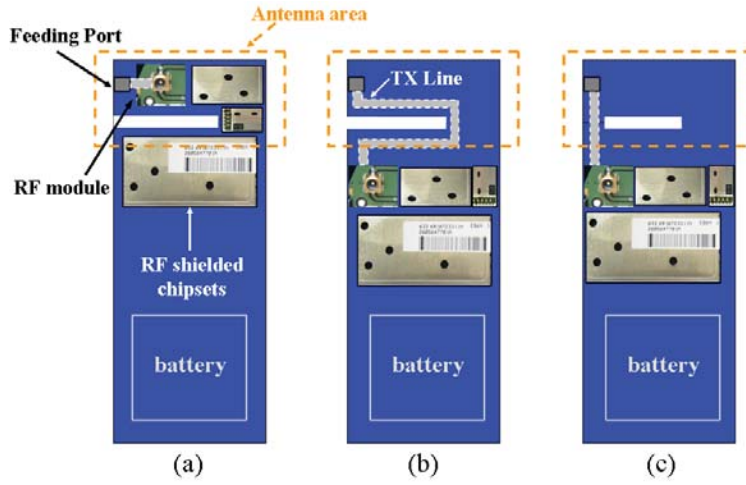 Antenna area
Feeding Port
TX Line
RF module
RF shielded
chipsets
battery
battery
battery
(a)
(b)
(c)